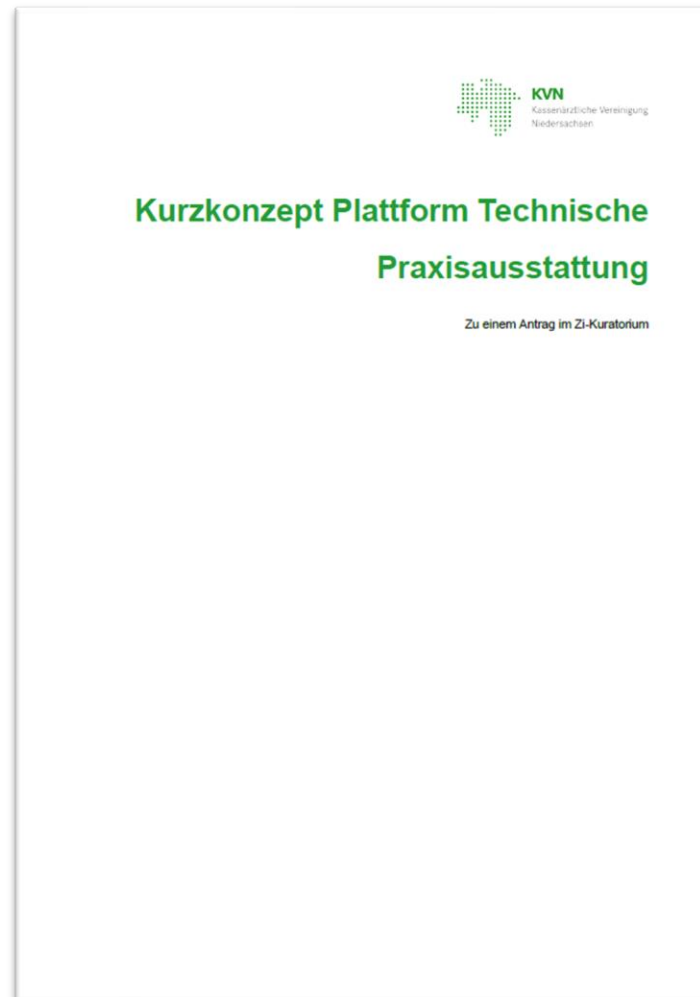 KVN
Kassenärztliche Vereinigung
Niedersachsen
Kurzkonzept Plattform Technische
Praxisausstattung
Zu einem Antrag im Zi-Kuratorium